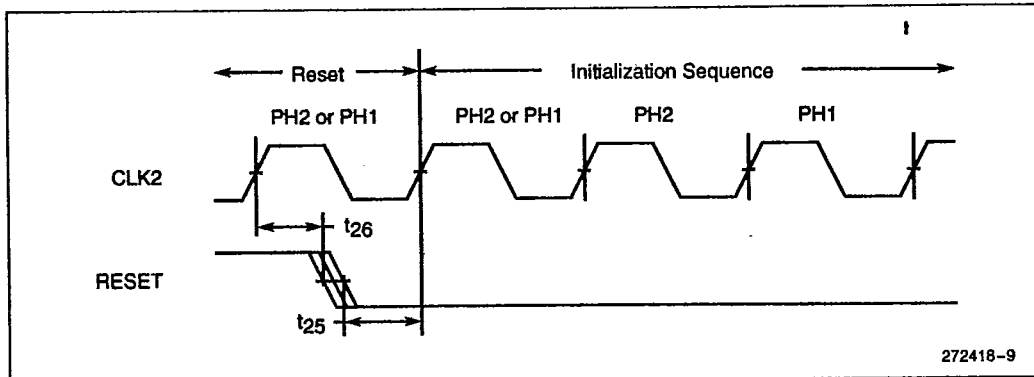 Reset
Initialization Sequence
PH2 or PH1
PH2 or PH1
PH2
PH1
CLK2
t26
RESET
t25
272418-9